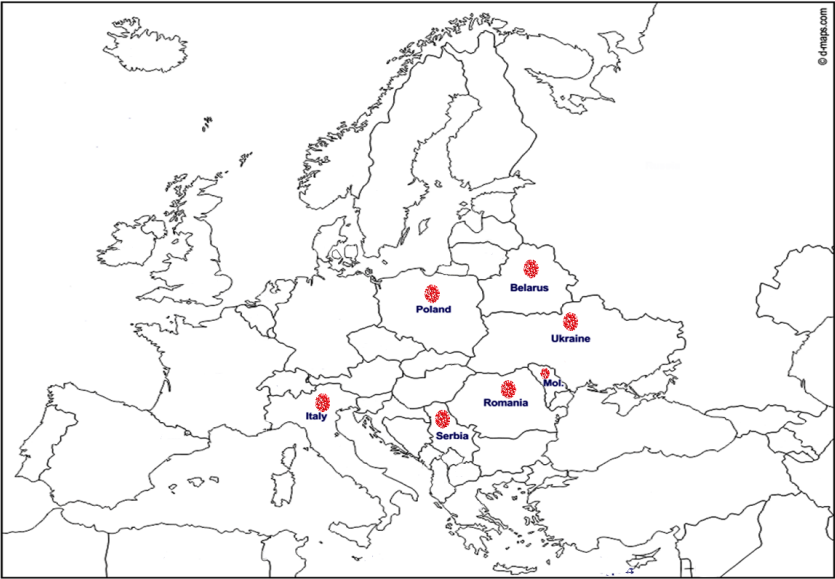 © d-maps.com
Belarus
Poland
Ukraine
Mol.
Romania
Italy
Serbia